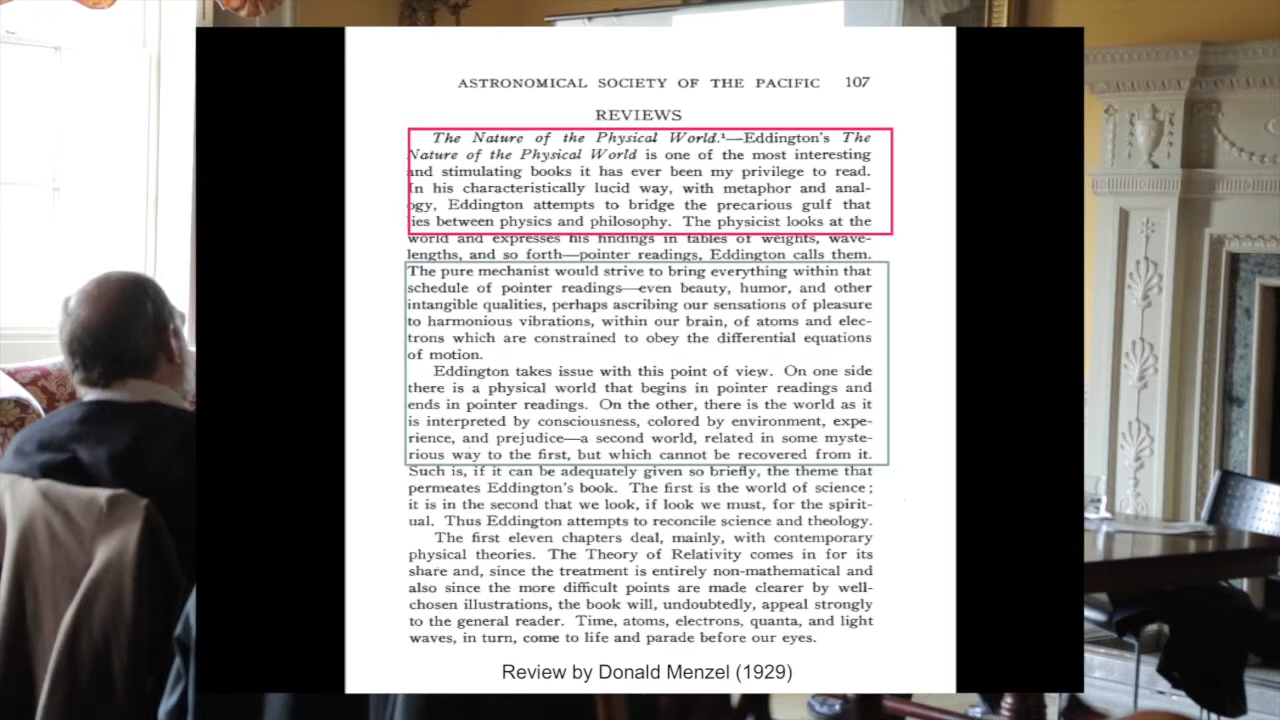 ASTRONOMICAL SOCIETY OF THE PACIFIC 107
REVIEWS
The Nature of the Physical World.¹—Eddington's The
Nature of the Physical World is one of the most interesting
and stimulating books it has ever been my privilege to read.
In his characteristically lucid way, with metaphor and anal-
ogy, Eddington attempts to bridge the precarious gulf that
lies between physics and philosophy. The physicist looks at the
world and expresses his findings in tables of weights, wave-
lengths, and so forth—pointer readings, Eddington calls them.
The pure mechanist would strive to bring everything within that
schedule of pointer readings—even beauty, humor, and other
intangible qualities, perhaps ascribing our sensations of pleasure
to harmonious vibrations, within our brain, of atoms and elec-
trons which are constrained to obey the differential equations
of motion.
Eddington takes issue with this point of view. On one side
there is a physical world that begins in pointer readings and
ends in pointer readings. On the other, there is the world as it
is interpreted by consciousness, colored by environment, expe-
rience, and prejudice—a second world, related in some myste-
rious way to the first, but which cannot be recovered from it.
Such is, if it can be adequately given so briefly, the theme that
permeates Eddington's book. The first is the world of science;
it is in the second that we look, if look we must, for the spirit-
ual. Thus Eddington attempts to reconcile science and theology.
The first eleven chapters deal, mainly, with contemporary
physical theories. The Theory of Relativity comes in for its
share and, since the treatment is entirely non-mathematical and
also since the more difficult points are made clearer by well-
chosen illustrations, the book will, undoubtedly, appeal strongly
to the general reader. Time, atoms, electrons, quanta, and light
waves, in turn, come to life and parade before our eyes.
Review by Donald Menzel (1929)